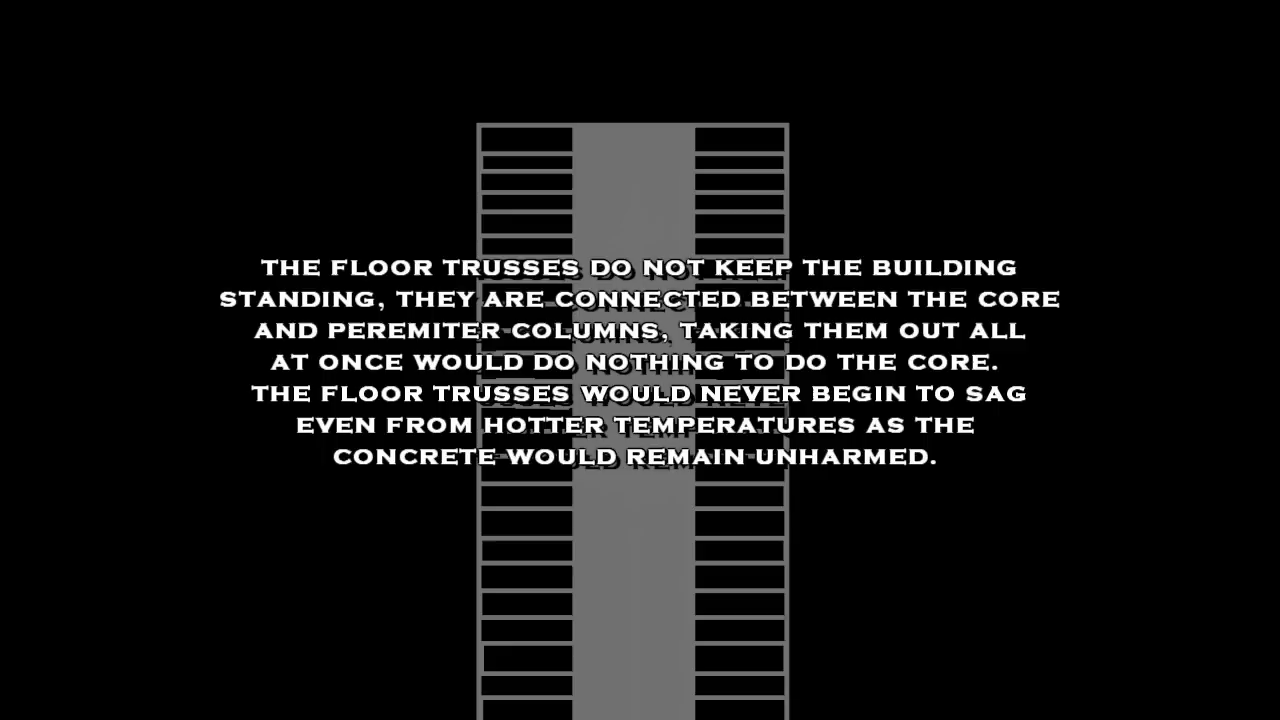 THE FLOOR TRUSSES DO NOT KEEP THE BUILDING
STANDING, THEY ARE CONNECTED BETWEEN THE CORE
AND PEREMITER COLUMNS, TAKING THEM OUT ALL
AT ONCE WOULD DO NOTHING TO DO THE CORE.
THE FLOOR TRUSSES WOULD NEVER BEGIN TO SAG
EVEN FROM HOTTER TEMPERATURES AS THE
CONCRETE WOULD REMAIN UNHARMED.